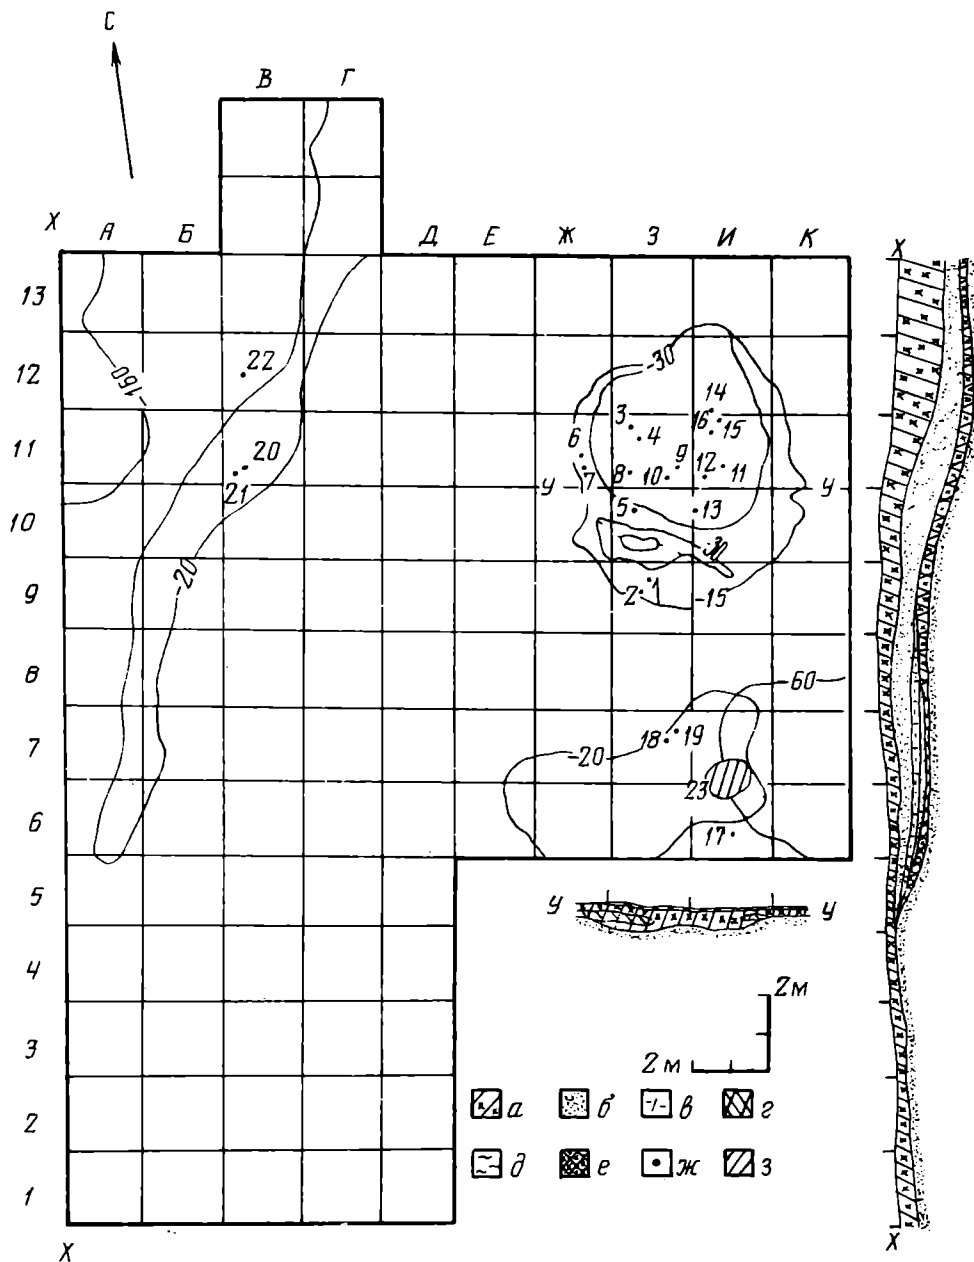 С
В Г
Х А Б Д Е Ж З И К Х
13
12 22 -30 14
-160
11 20 3 4 16 15
6 9 12
21 7 8 10 11
У У
10 5 13
-20 -30
9 2 1 -15
8 60
7 18 19
-20
23
6 17
5 У У
4
2м
3 2м
2 а б в г
д е ж з
1
Х Х